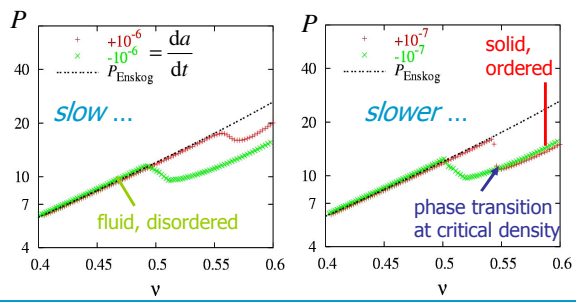 P
+10⁻⁶
-10⁻⁶
= da/dt
P_Enskog
slow ...
fluid, disordered
40
20
10
7
4
0.4 0.45 0.5 0.55 0.6
ν
P
+10⁻⁷
-10⁻⁷
P_Enskog
solid,
ordered
slower ...
phase transition
at critical density
40
20
10
7
4
0.4 0.45 0.5 0.55 0.6
ν